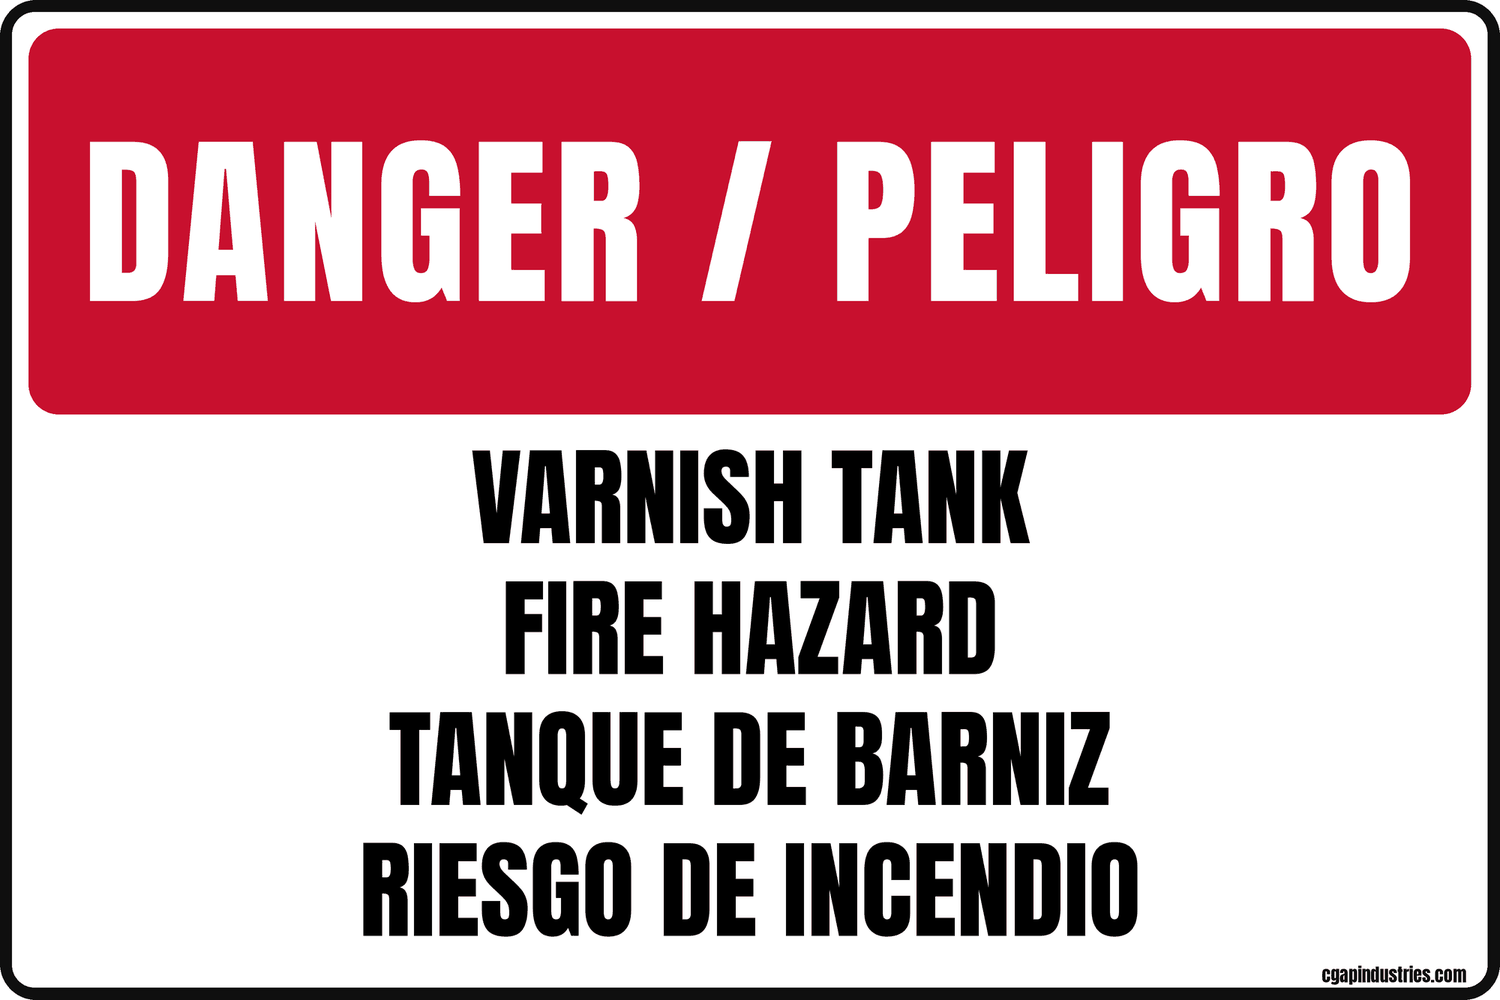 DANGER / PELIGRO
VARNISH TANK
FIRE HAZARD
TANQUE DE BARNIZ
RIESGO DE INCENDIO
cgapindustries.com